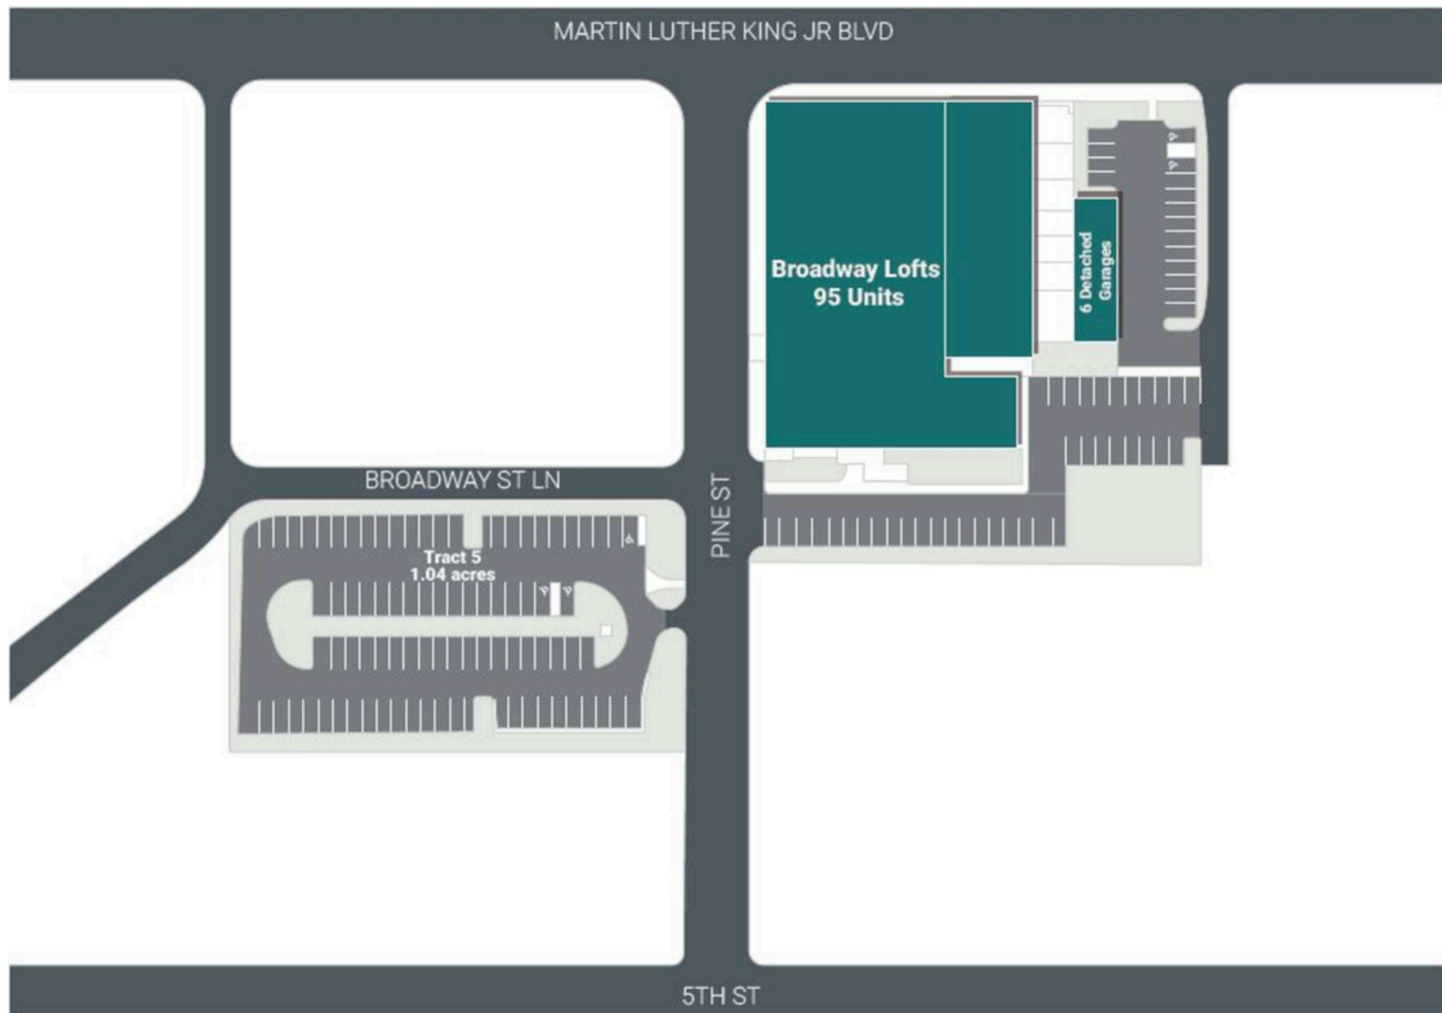 MARTIN LUTHER KING JR BLVD
Broadway Lofts
95 Units
6 Detached
Garages
BROADWAY ST LN
PINE ST
Tract 5
1.04 acres
5TH ST